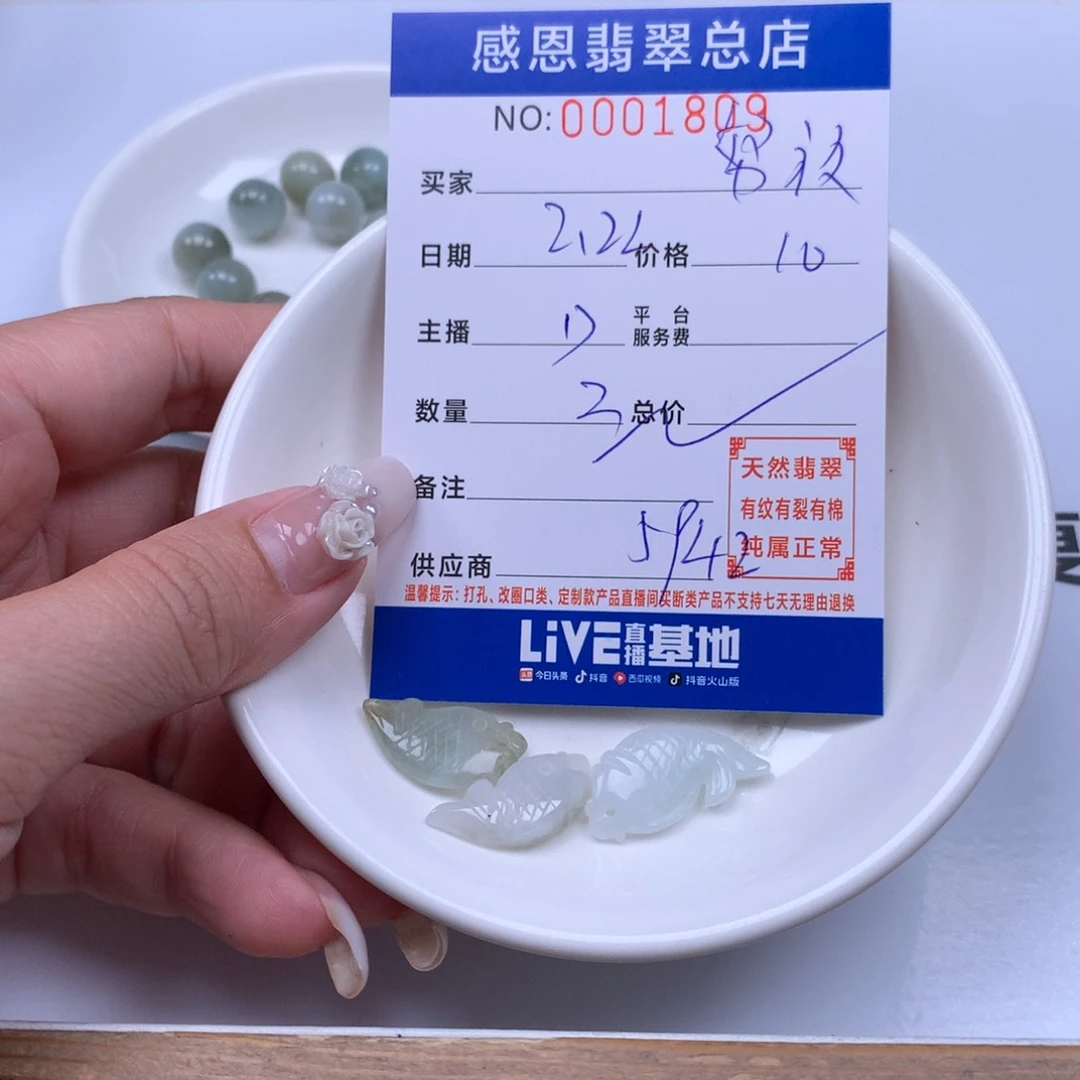 感恩翡翠总店
NO:0001809
买家
日期 2.22 价格 10
主播 D 平台服务费
数量 总价
备注
天然翡翠
有纹有裂有棉
纯属正常
供应商 5942
温馨提示：打孔、改圈口类、定制款产品直播间买断类产品不支持七天无理由退换
LiVE直播基地
头条 今日头条 抖音 西瓜视频 抖音火山版